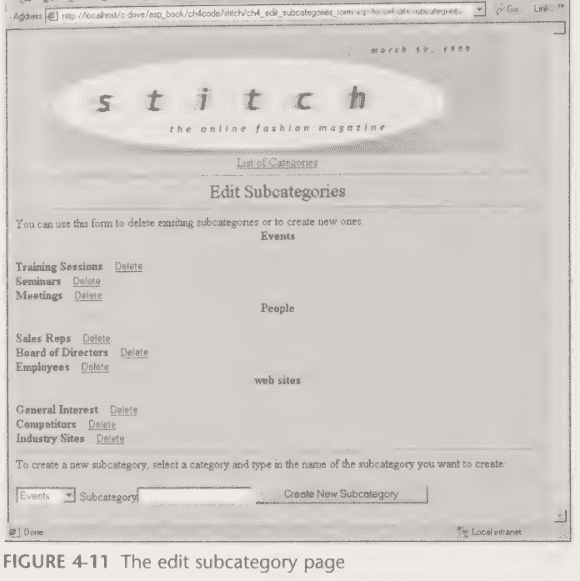 Address http://localhost/c-drive/asp_book/ch4code/stitch/ch4_edit_subcategories_form Go Links »
march 19, 1999
stitch
the online fashion magazine
List of Categories
Edit Subcategories
You can use this form to delete existing subcategories or to create new ones.
Events
Training Sessions Delete
Seminars Delete
Meetings Delete
People
Sales Reps Delete
Board of Directors Delete
Employees Delete
web sites
General Interest Delete
Competitors Delete
Industry Sites Delete
To create a new subcategory, select a category and type in the name of the subcategory you want to create:
Events Subcategory Create New Subcategory
Done Local intranet
FIGURE 4-11 The edit subcategory page